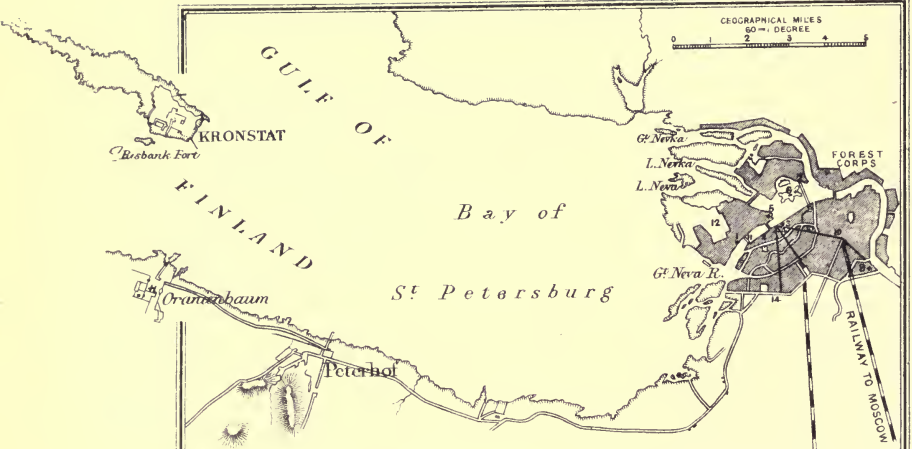 GEOGRAPHICAL MILES
60 = 1 DEGREE
0 1 2 3 4 5
GULF OF FINLAND
KRONSTAT
Risbank Fort
Gt. Nevka
L. Nevka
L. Neva
FOREST
CORPS
12
Bay of
St. Petersburg
Gt. Neva R.
14
Oranienbaum
Peterhof
RAILWAY TO MOSCOW